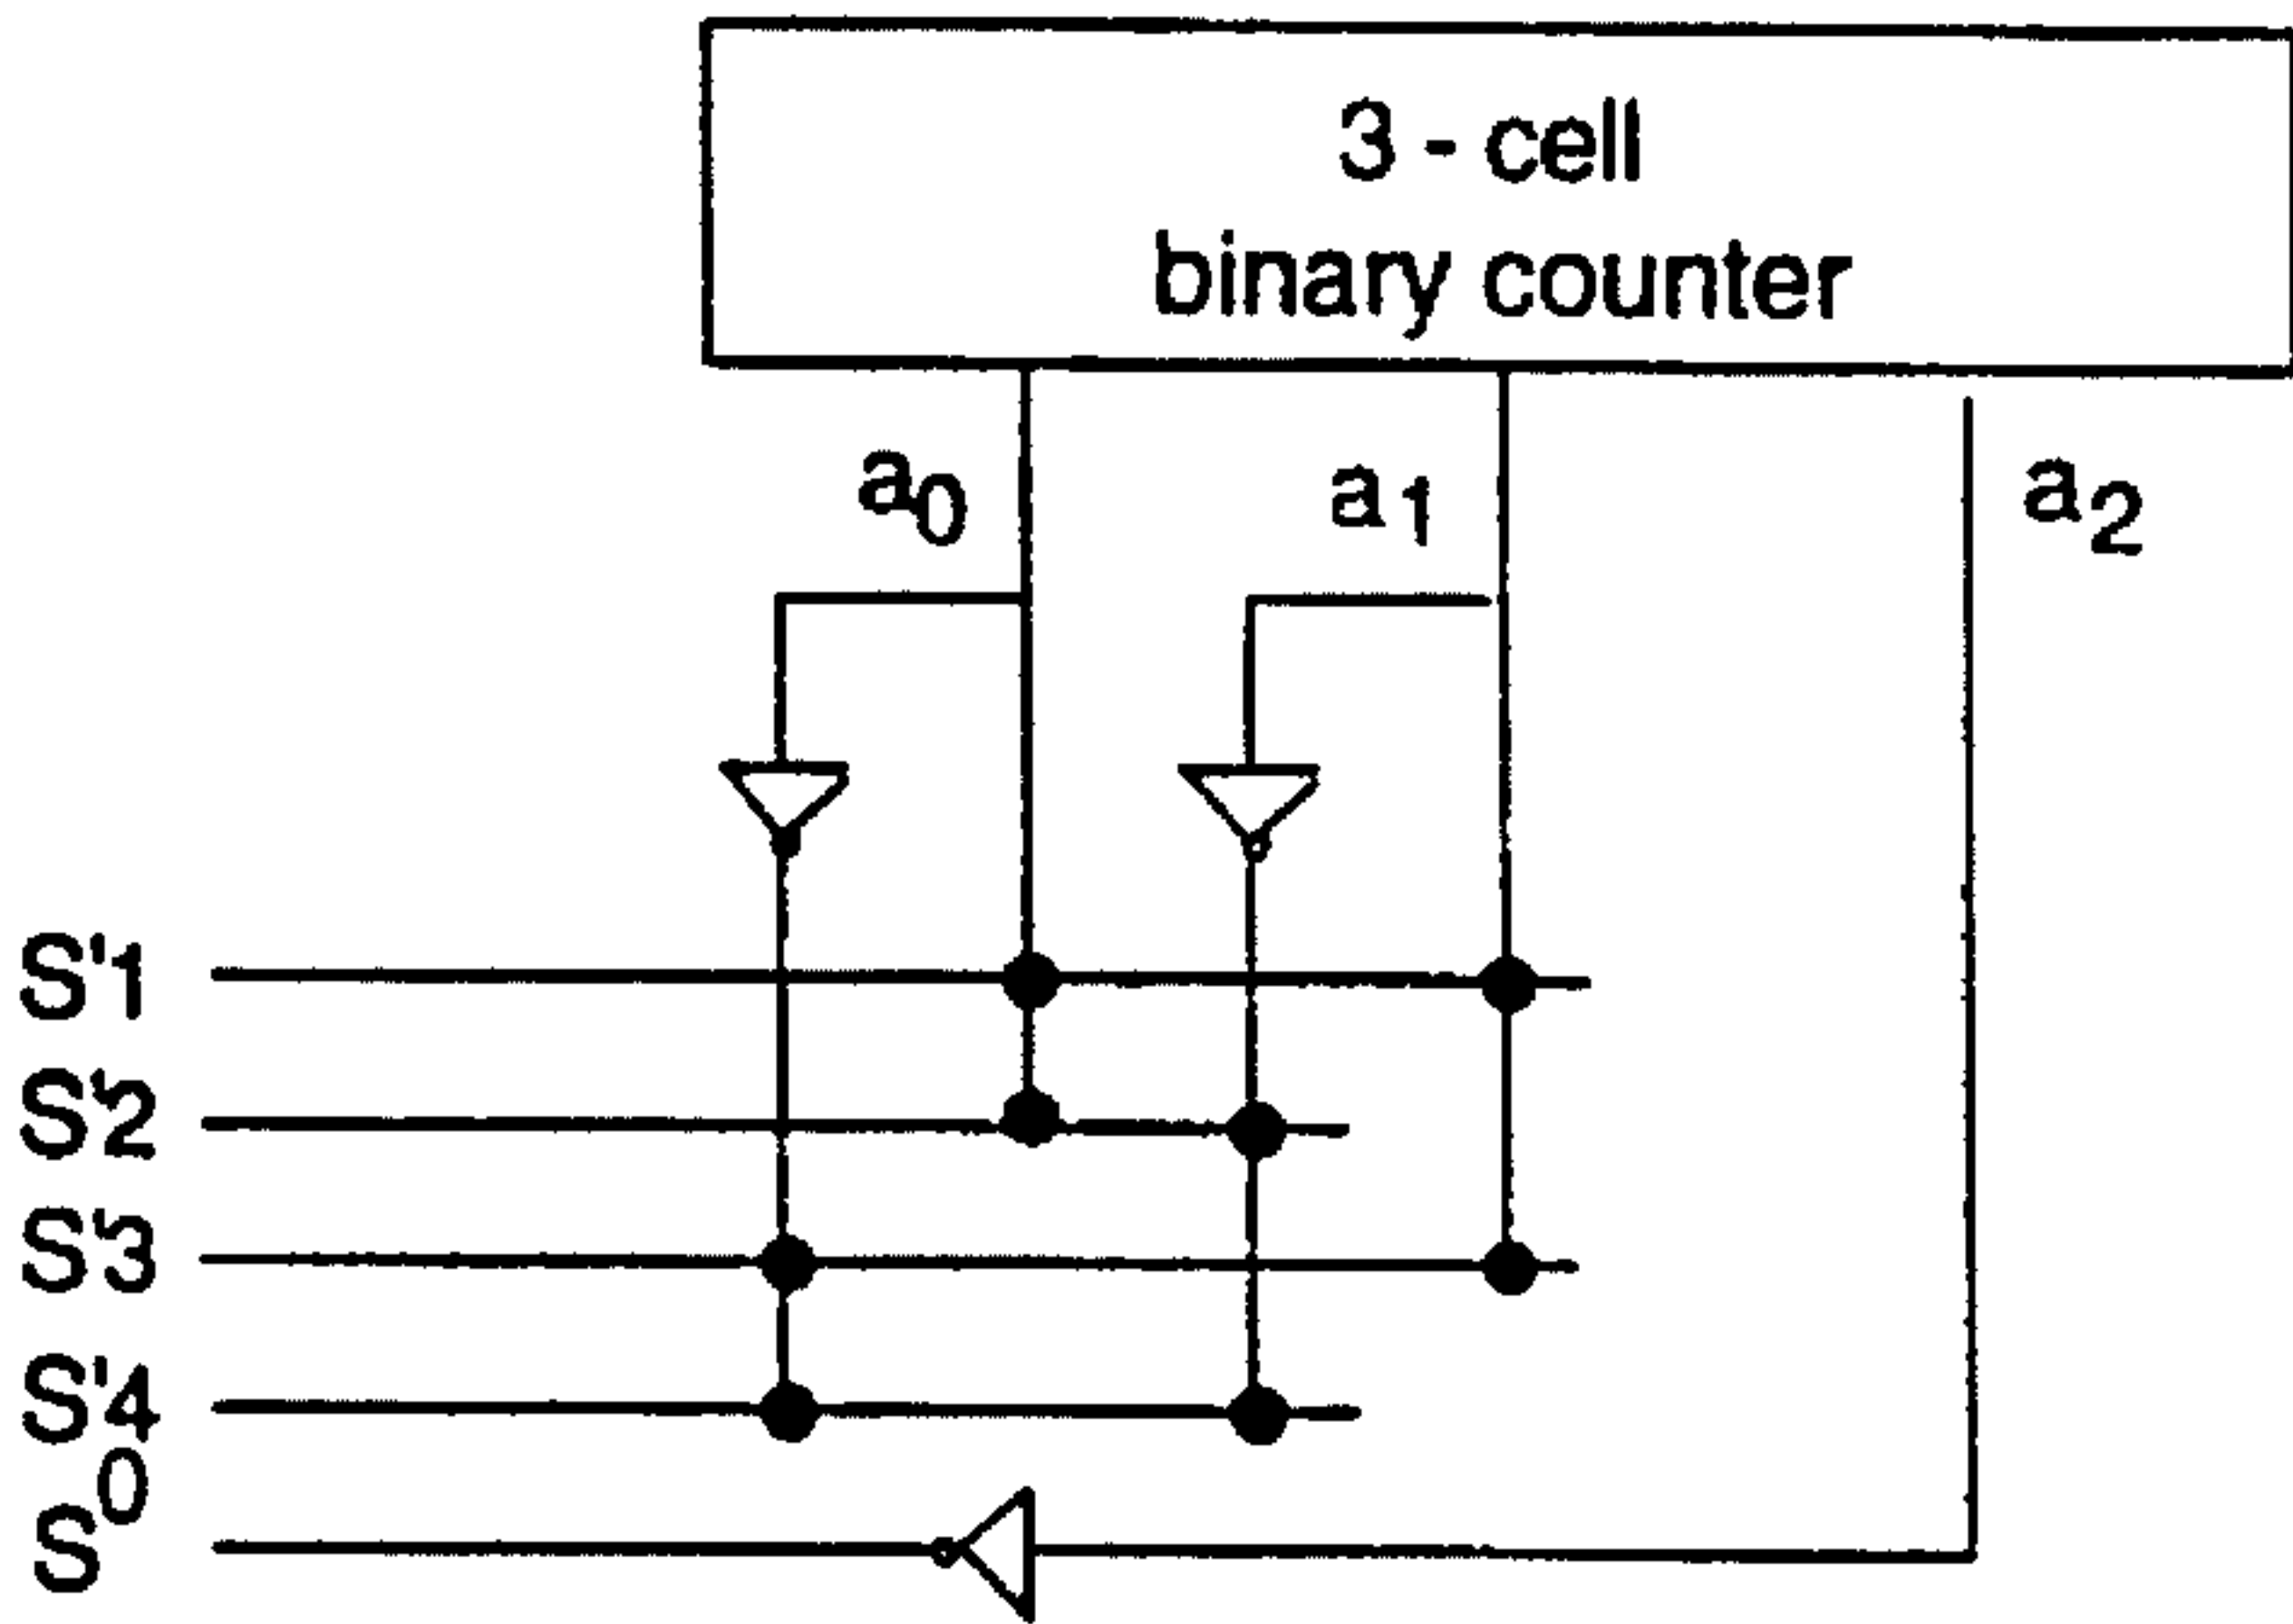 3 - cell
binary counter
a0 a1 a2
S'1
S'2
S'3
S'4
S0